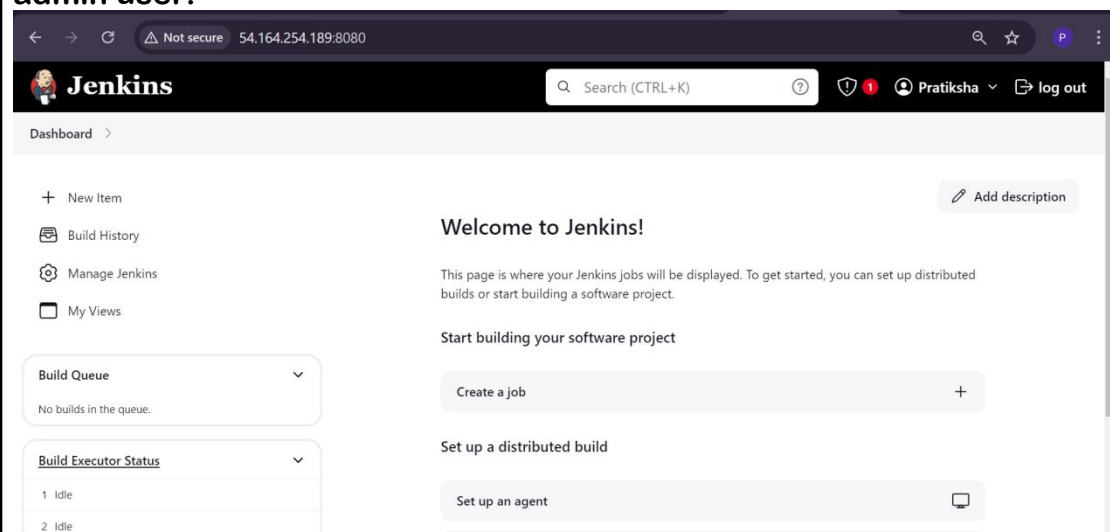 admin user.
Not secure 54.164.254.189:8080 P
Jenkins Search (CTRL+K) ? 1 Pratiksha log out
Dashboard
New Item
Build History
Manage Jenkins
My Views
Build Queue
No builds in the queue.
Build Executor Status
1 Idle
2 Idle
Add description
Welcome to Jenkins!
This page is where your Jenkins jobs will be displayed. To get started, you can set up distributed
builds or start building a software project.
Start building your software project
Create a job
Set up a distributed build
Set up an agent